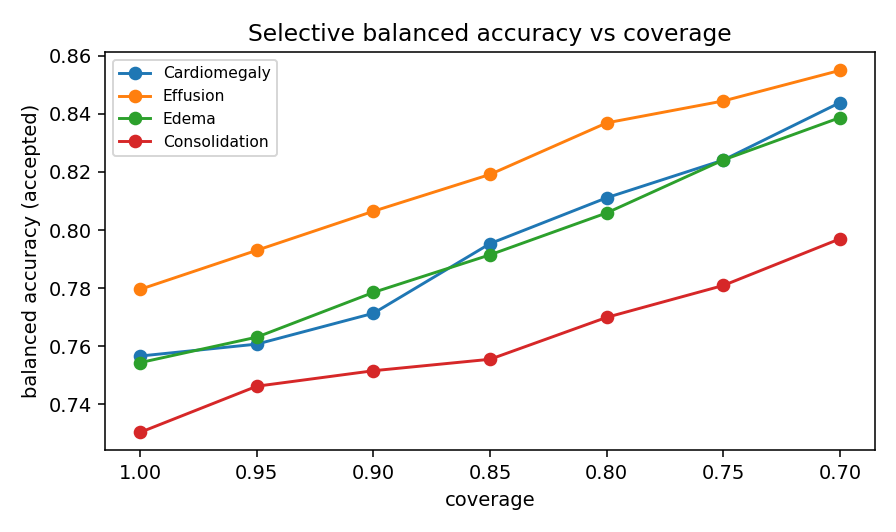 Selective balanced accuracy vs coverage
0.86
0.84
0.82
0.80
0.78
0.76
0.74
balanced accuracy (accepted)
Cardiomegaly
Effusion
Edema
Consolidation
1.00 0.95 0.90 0.85 0.80 0.75 0.70
coverage